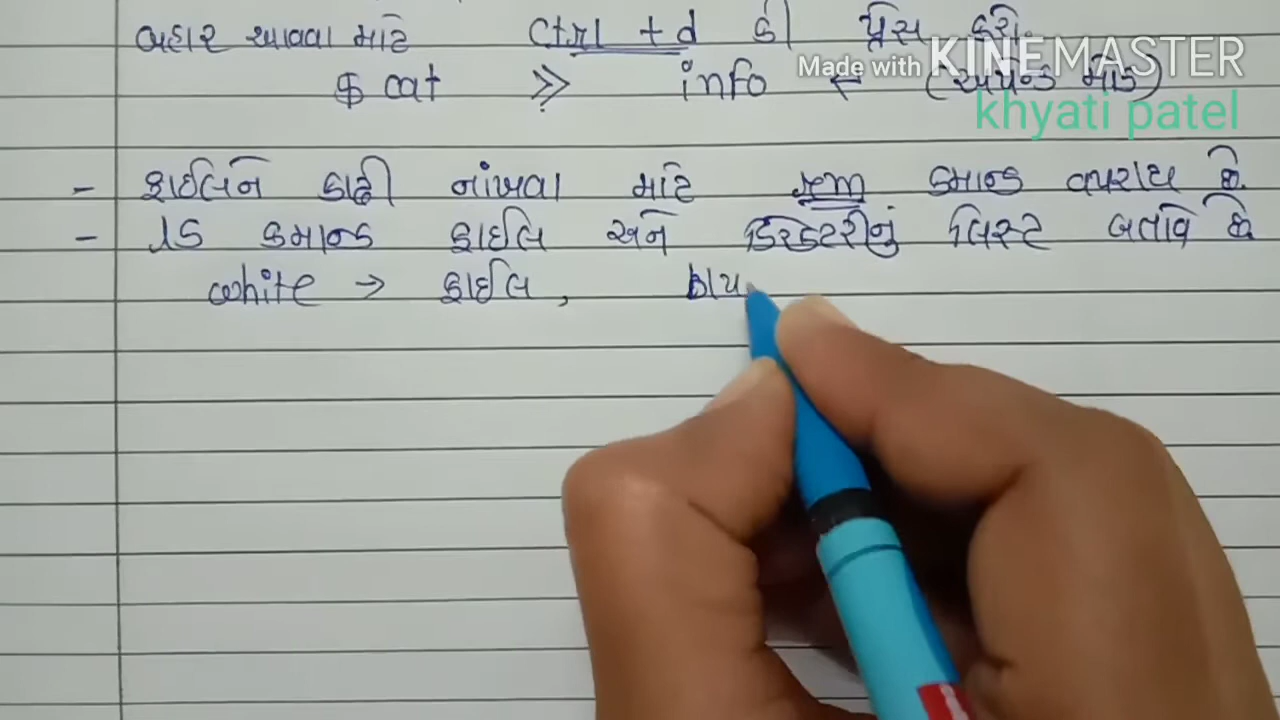 બહાર આવવા માટે Ctrl + d કી પ્રેસ કરો.
$ cat >> info ← (અપેન્ડ મોડ)
Made with KINEMASTER
khyati patel
- ફાઈલને કાઢી નાંખવા માટે rm કમાન્ડ વપરાય છે.
- ls કમાન્ડ ફાઈલ અને ડિરેક્ટરીનું લિસ્ટ બતાવે છે
white → ફાઈલ,